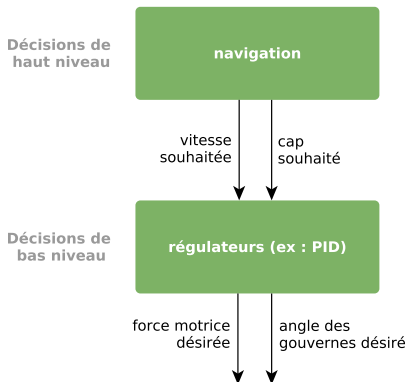 Décisions de
haut niveau
navigation
vitesse
souhaitée
cap
souhaité
Décisions de
bas niveau
régulateurs (ex : PID)
force motrice
désirée
angle des
gouvernes désiré